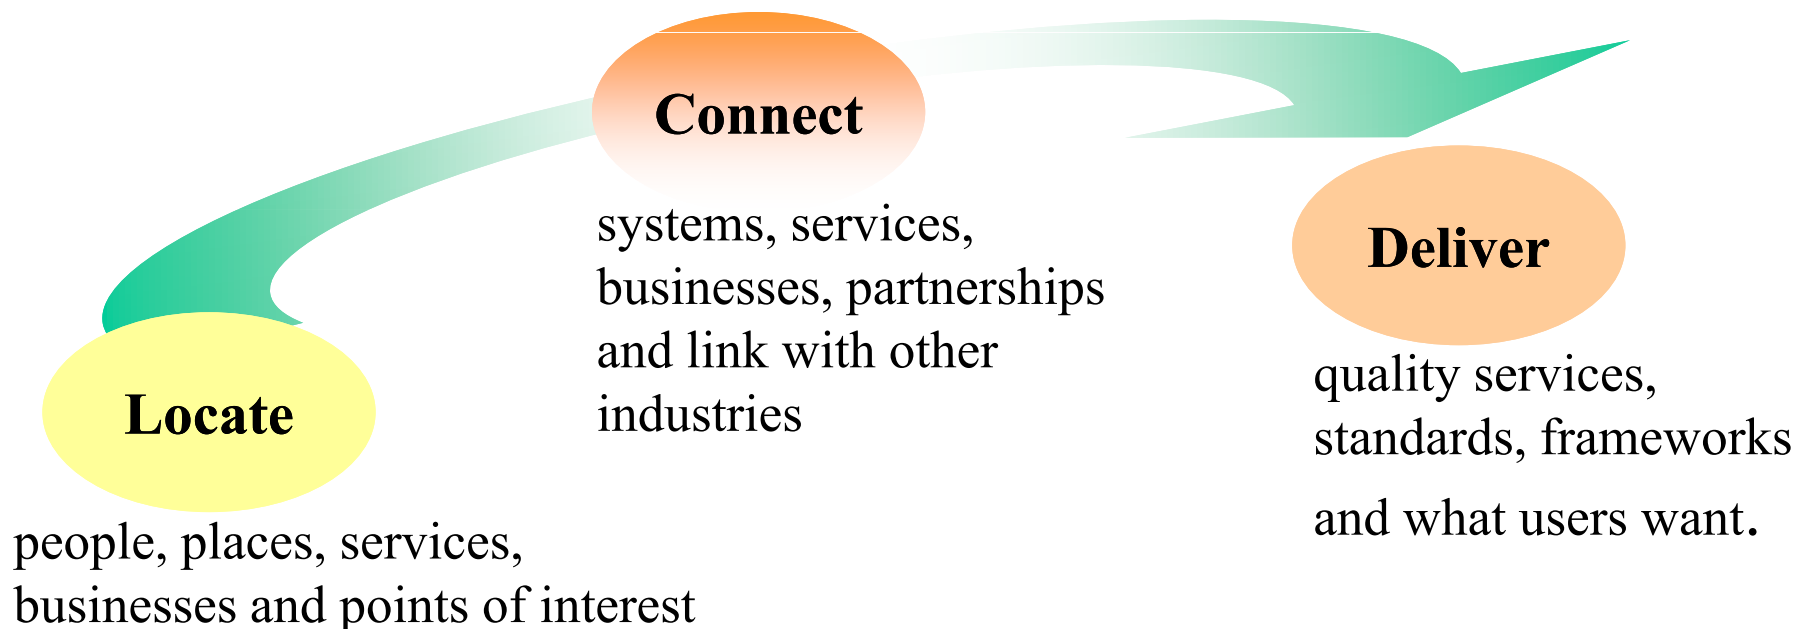 Locate
people, places, services,
businesses and points of interest
Connect
systems, services,
businesses, partnerships
and link with other
industries
Deliver
quality services,
standards, frameworks
and what users want.